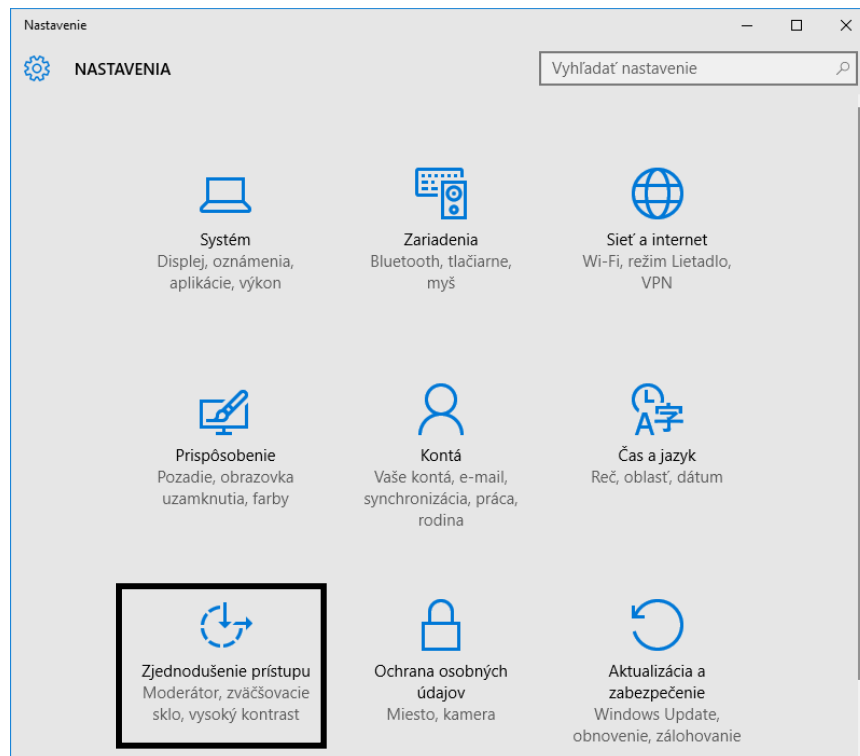 Nastavenie
NASTAVENIA
Vyhľadať nastavenie
Systém
Displej, oznámenia,
aplikácie, výkon
Zariadenia
Bluetooth, tlačiarne,
myš
Sieť a internet
Wi-Fi, režim Lietadlo,
VPN
Prispôsobenie
Pozadie, obrazovka
uzamknutia, farby
Kontá
Vaše kontá, e-mail,
synchronizácia, práca,
rodina
Čas a jazyk
Reč, oblasť, dátum
Zjednodušenie prístupu
Moderátor, zväčšovacie
sklo, vysoký kontrast
Ochrana osobných
údajov
Miesto, kamera
Aktualizácia a
zabezpečenie
Windows Update,
obnovenie, zálohovanie